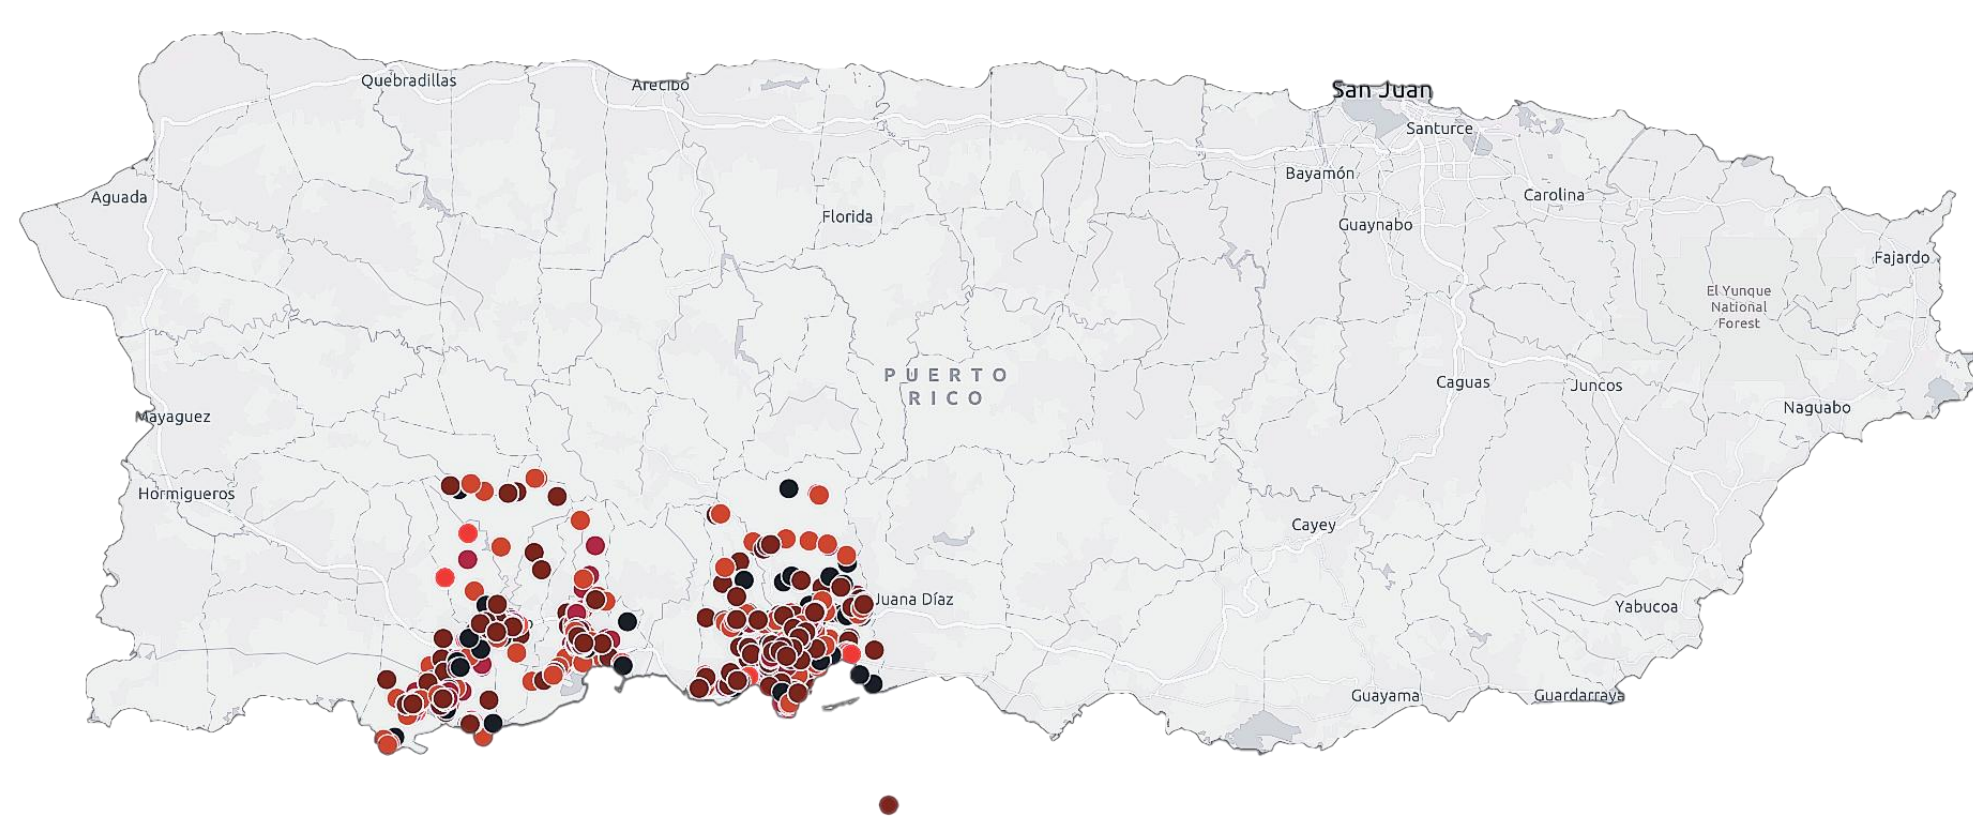 Quebradillas
Arecibo
San Juan
Santurce
Bayamón
Aguada
Carolina
Florida
Guaynabo
Fajardo
El Yunque
National
Forest
PUERTO
RICO
Caguas
Juncos
Mayaguez
Naguabo
Hormigueros
Cayey
Juana Díaz
Yabucoa
Guayama
Guardarraya